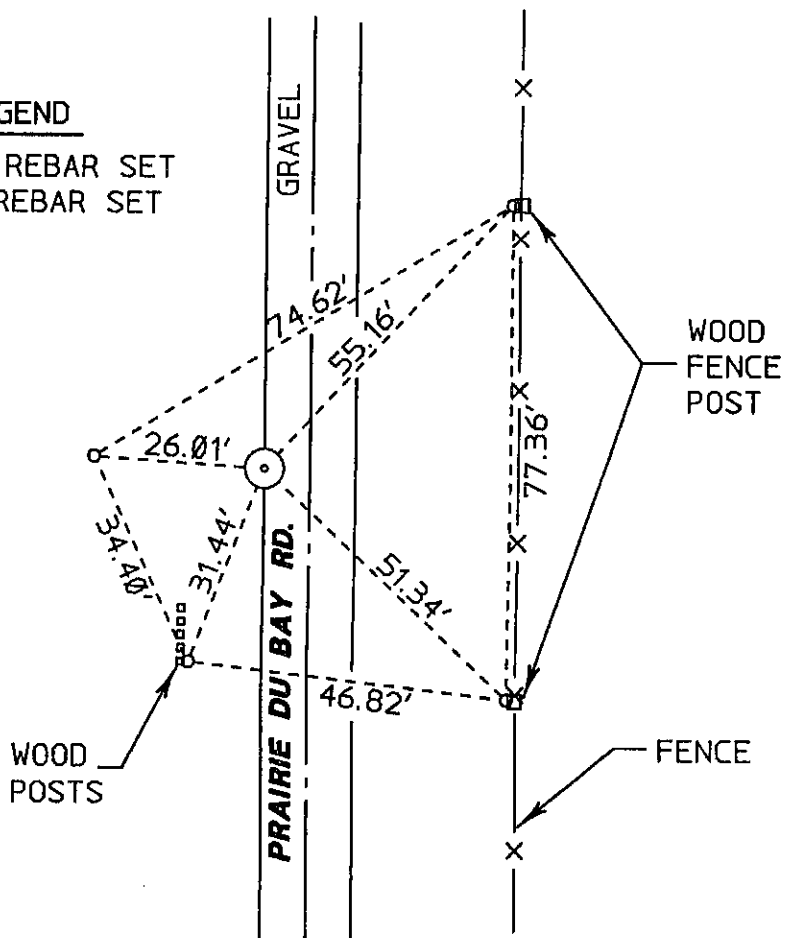 GEND
REBAR SET
REBAR SET
GRAVEL
74.62'
55.16'
WOOD
FENCE
POST
26.01'
77.36'
34.40'
31.44'
51.34'
PRAIRIE DU BAY RD.
46.82'
WOOD
POSTS
FENCE